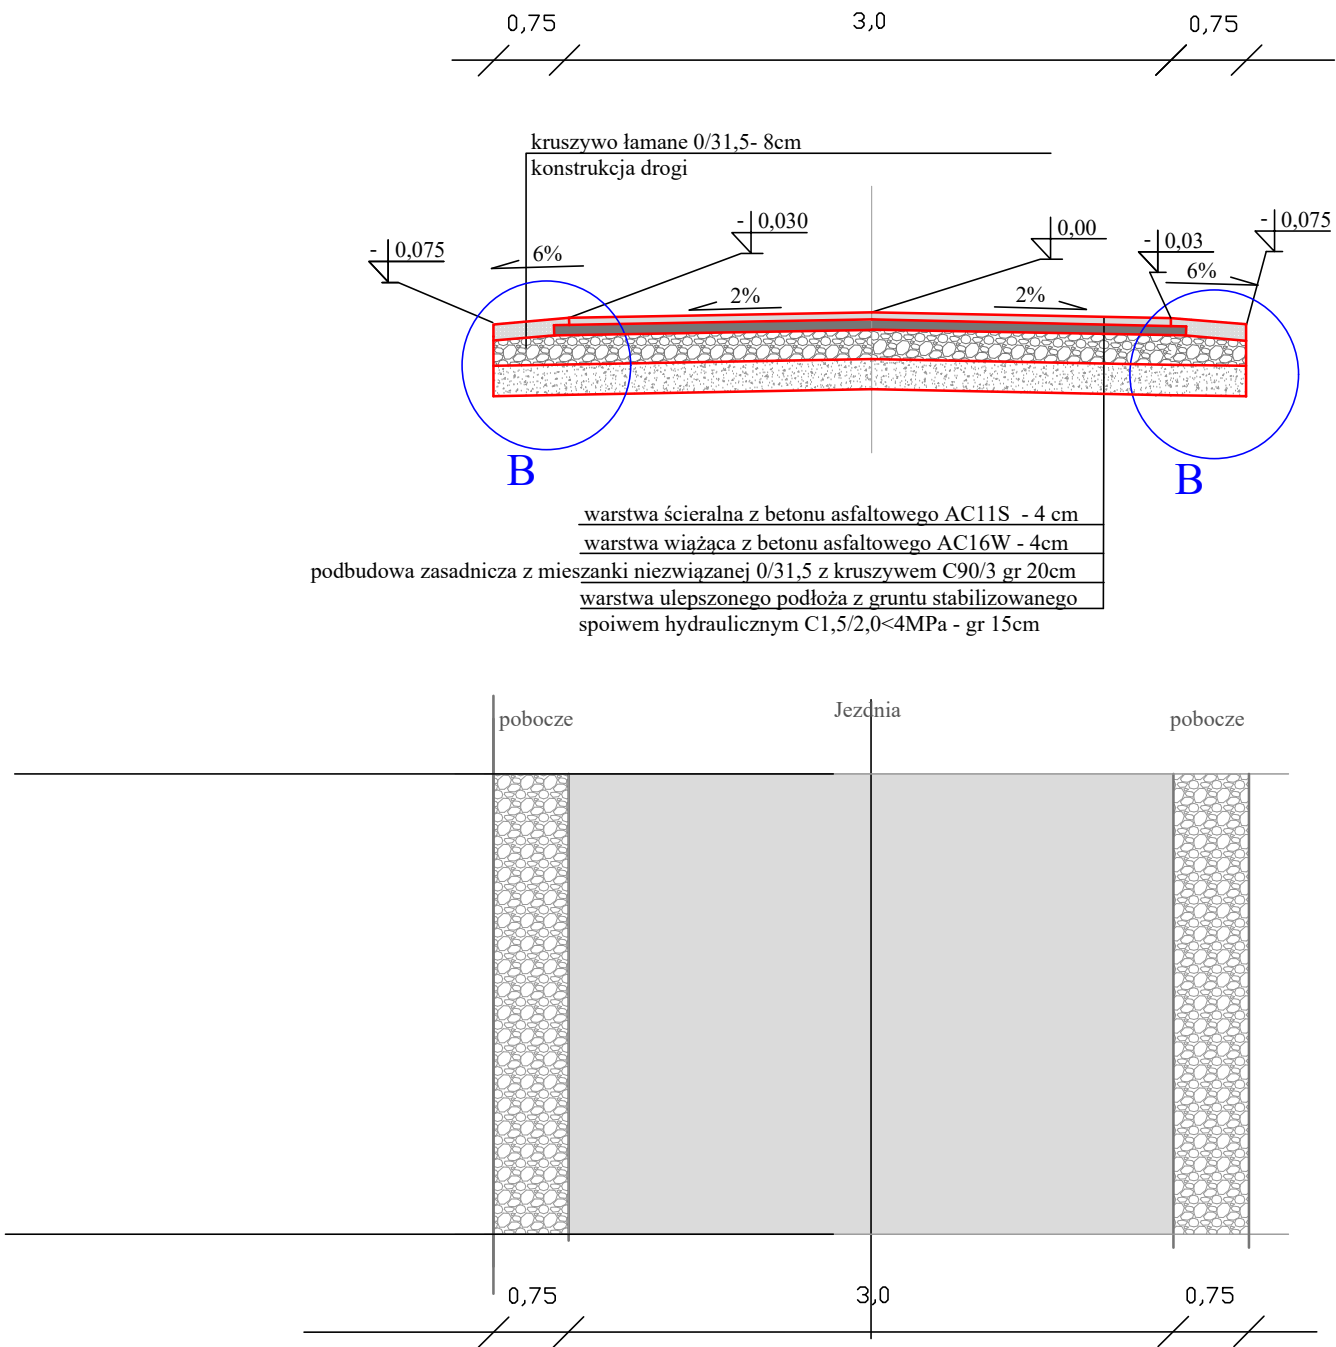 0,75 3,0 0,75
kruszywo łamane 0/31,5- 8cm
konstrukcja drogi
- 0,075
6%
- 0,030
- 0,00
- 0,03
- 0,075
6%
2%
2%
B
B
warstwa ścieralna z betonu asfaltowego AC11S - 4 cm
warstwa wiążąca z betonu asfaltowego AC16W - 4cm
podbudowa zasadnicza z mieszanki niezwiązanej 0/31,5 z kruszywem C90/3 gr 20cm
warstwa ulepszonego podłoża z gruntu stabilizowanego
spoiwem hydraulicznym C1,5/2,0<4MPa - gr 15cm
pobocze Jezdnia pobocze
0,75 3,0 0,75